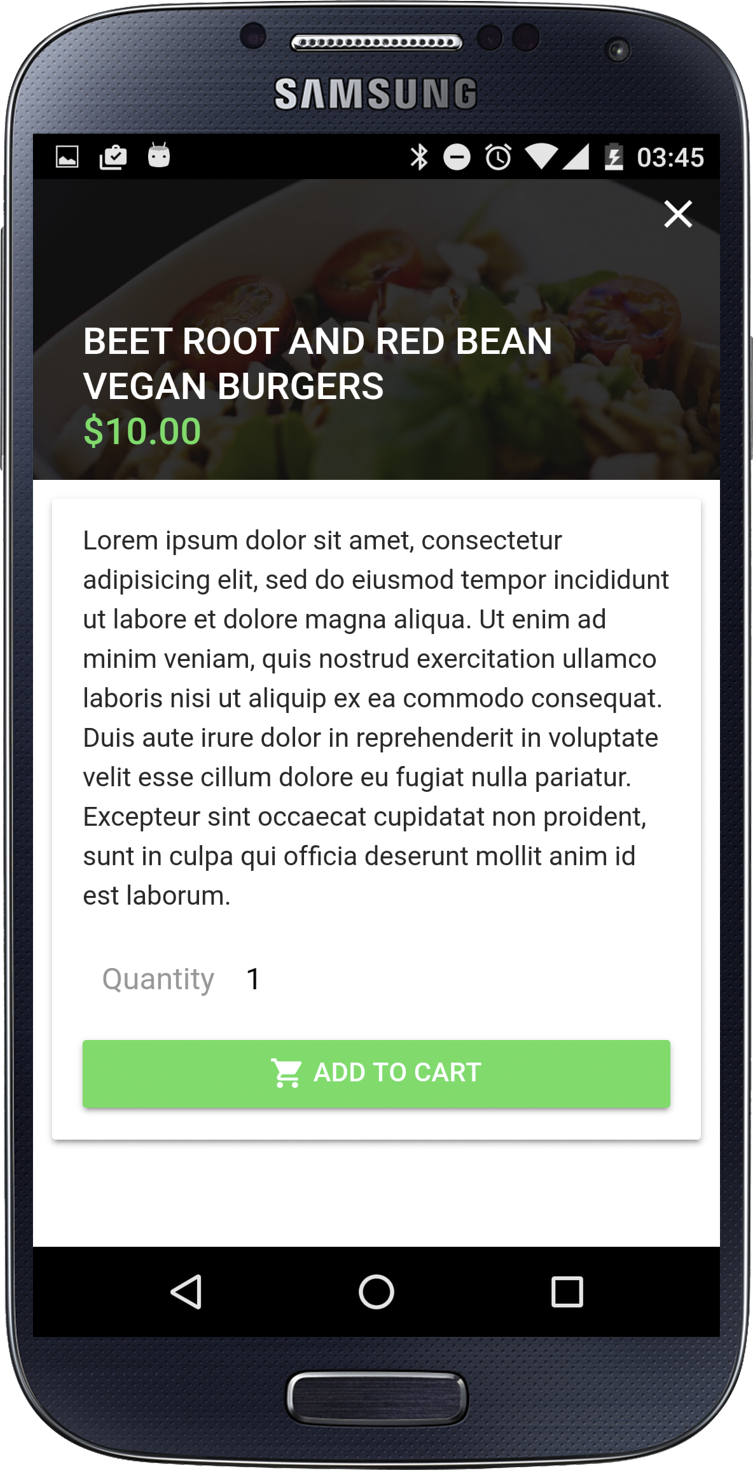 SAMSUNG
03:45
BEET ROOT AND RED BEAN
VEGAN BURGERS
$10.00
Lorem ipsum dolor sit amet, consectetur
adipisicing elit, sed do eiusmod tempor incididunt
ut labore et dolore magna aliqua. Ut enim ad
minim veniam, quis nostrud exercitation ullamco
laboris nisi ut aliquip ex ea commodo consequat.
Duis aute irure dolor in reprehenderit in voluptate
velit esse cillum dolore eu fugiat nulla pariatur.
Excepteur sint occaecat cupidatat non proident,
sunt in culpa qui officia deserunt mollit anim id
est laborum.
Quantity 1
ADD TO CART